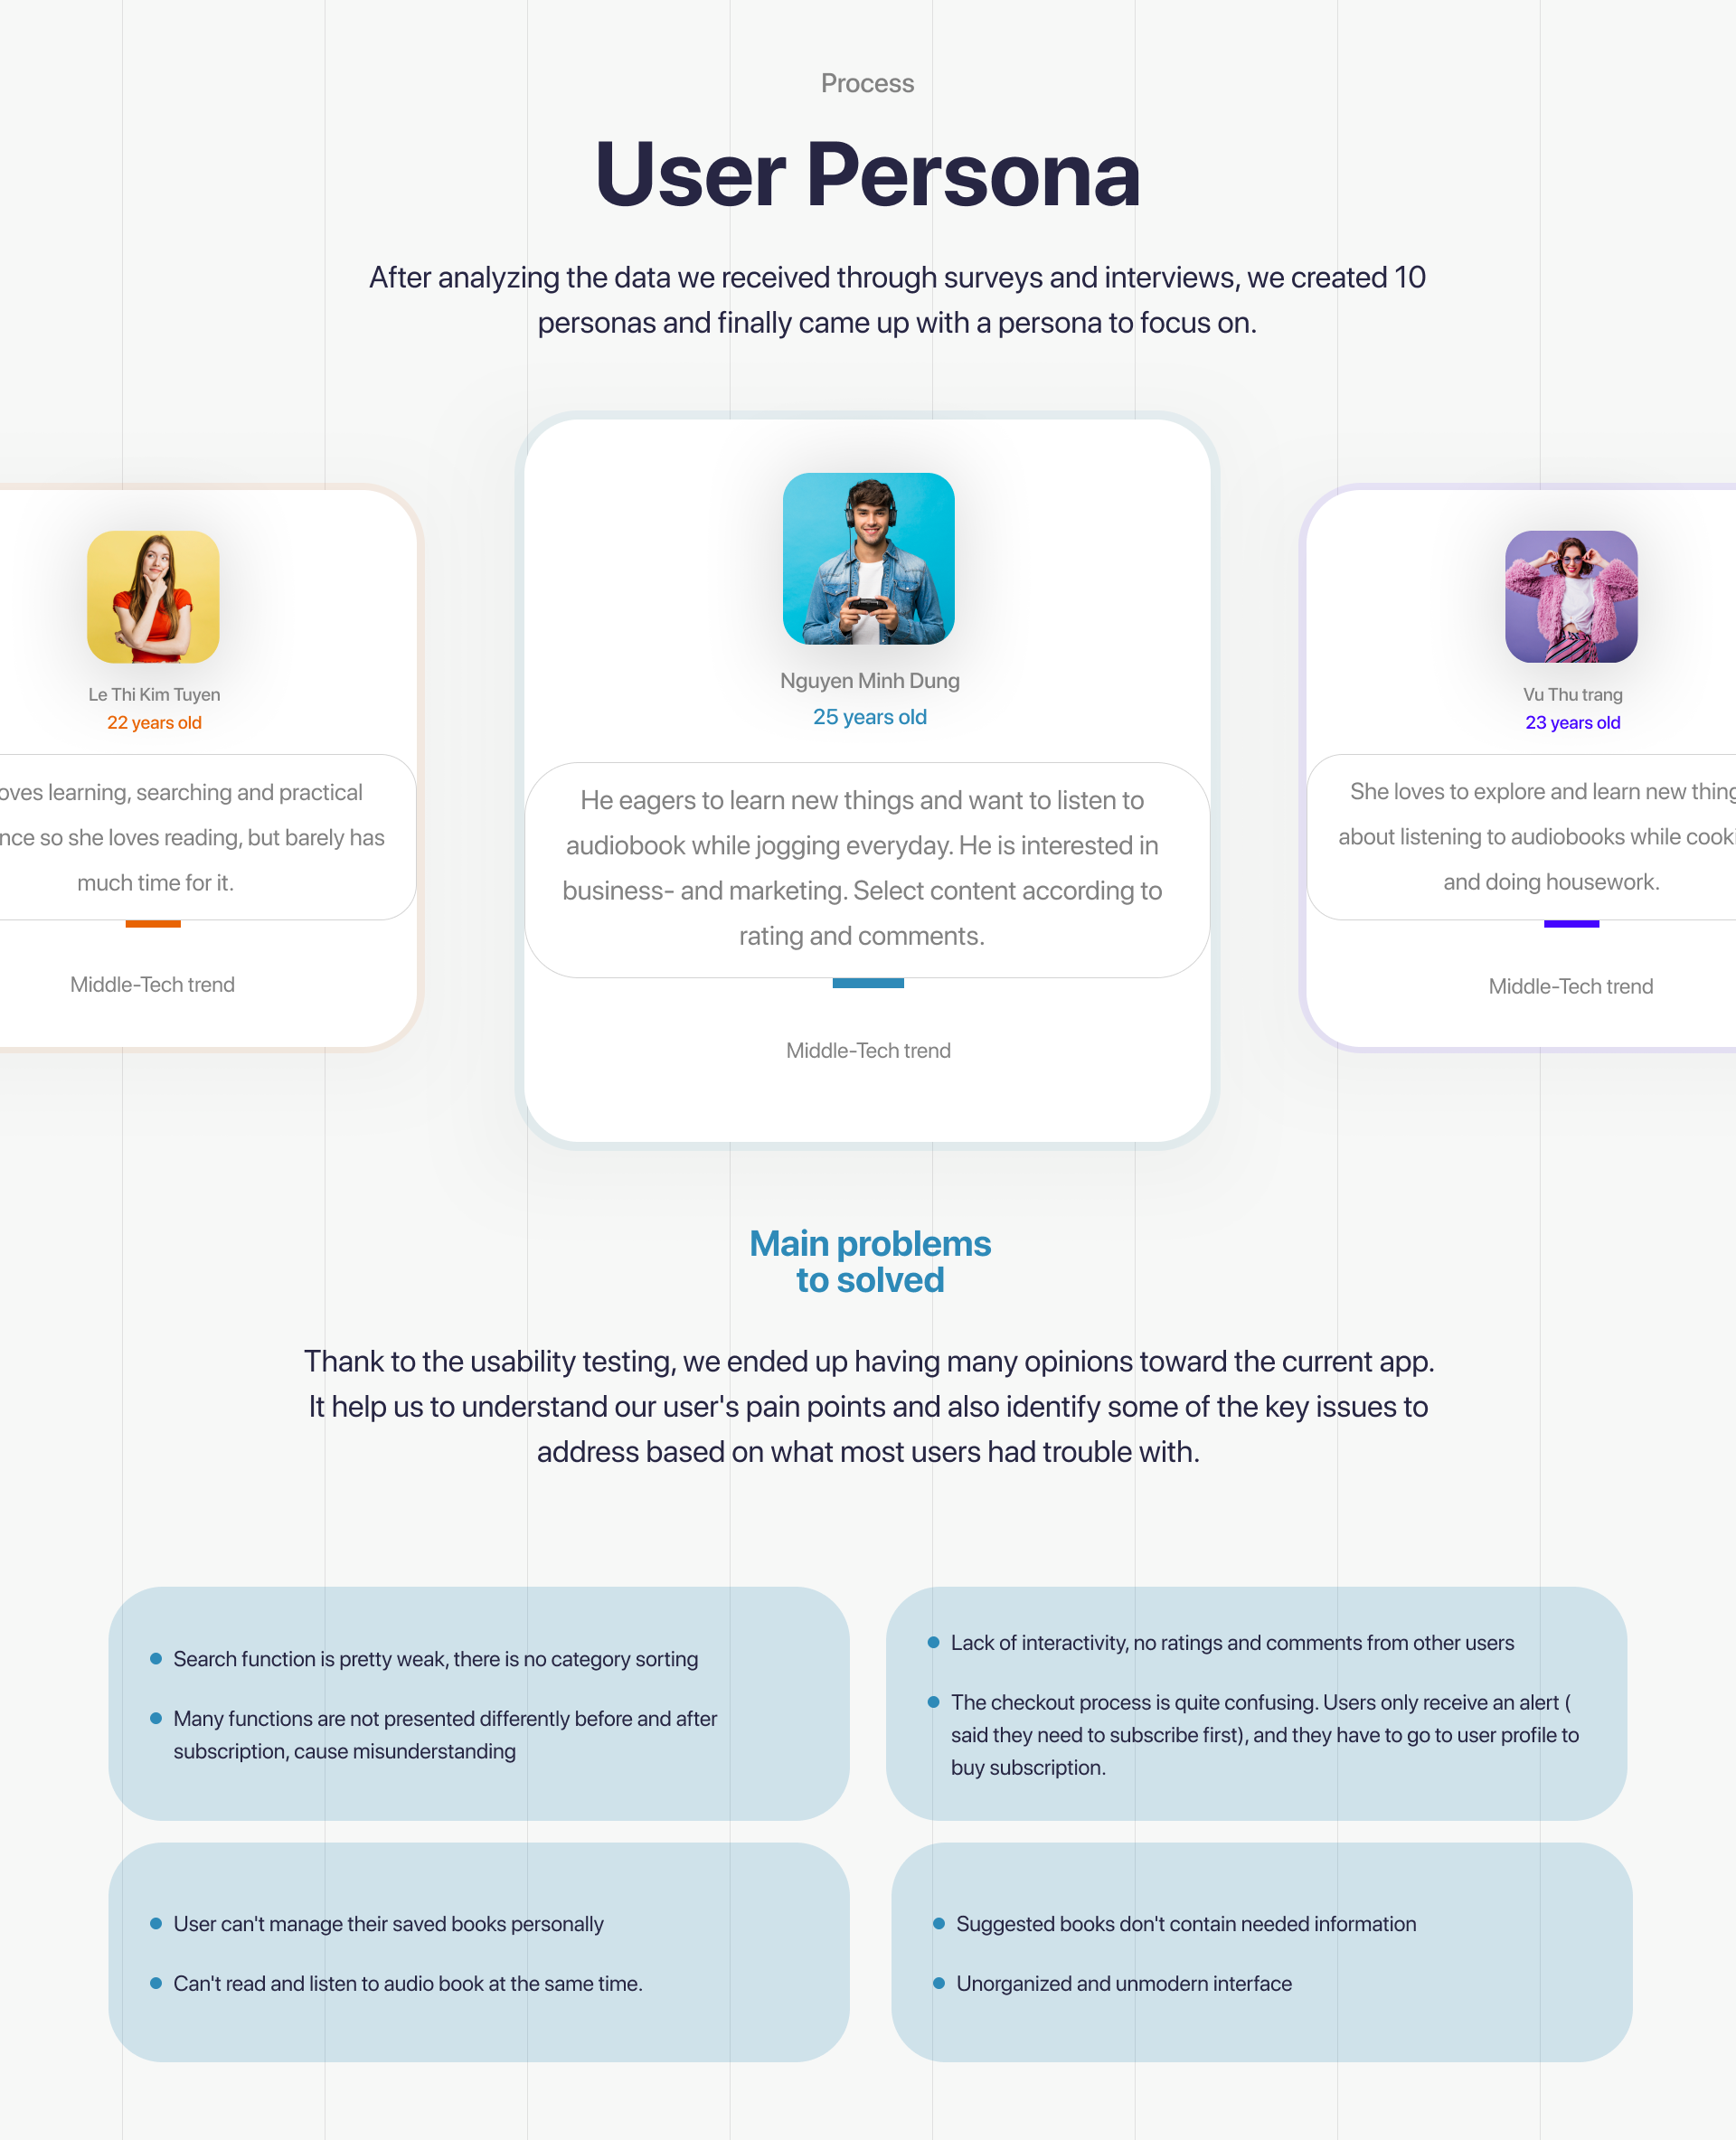 Process
User Persona
After analyzing the data we received through surveys and interviews, we created 10
personas and finally came up with a persona to focus on.
Le Thi Kim Tuyen
22 years old
loves learning, searching and practical
so she loves reading, but barely has
much time for it.
Middle-Tech trend
Nguyen Minh Dung
25 years old
He eagers to learn new things and want to listen to
audiobook while jogging everyday. He is interested in
business- and marketing. Select content according to
rating and comments.
Middle-Tech trend
Vu Thu trang
23 years old
She loves to explore and learn new
about listening to audiobooks while
and doing housework.
Middle-Tech trend
Main problems
to solved
Thank to the usability testing, we ended up having many opinions toward the current app.
It help us to understand our user's pain points and also identify some of the key issues to
address based on what most users had trouble with.
Search function is pretty weak, there is no category sorting
Many functions are not presented differently before and after
subscription, cause misunderstanding
Lack of interactivity, no ratings and comments from other users
The checkout process is quite confusing. Users only receive an alert (
said they need to subscribe first), and they have to go to user profile to
buy subscription.
User can't manage their saved books personally
Can't read and listen to audio book at the same time.
Suggested books don't contain needed information
Unorganized and unmodern interface